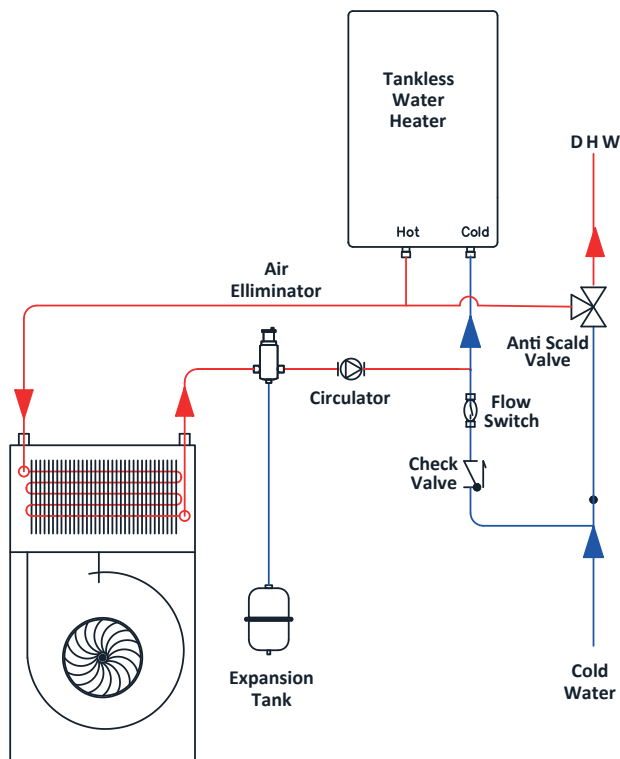 Tankless
Water
Heater
Hot
Cold
D H W
Air
Elliminator
Anti Scald
Valve
Circulator
Flow
Switch
Check
Valve
Expansion
Tank
Cold
Water